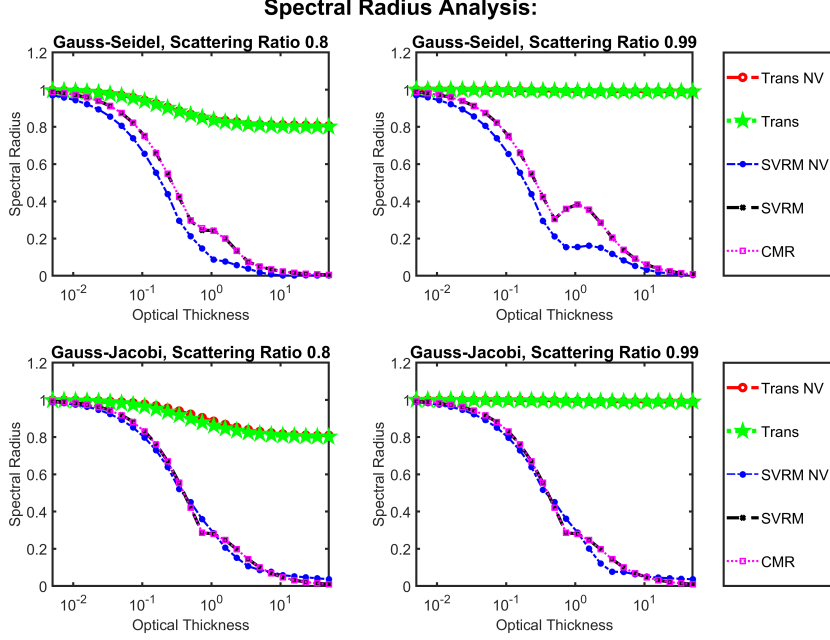 Spectral Radius Analysis:
Gauss-Seidel, Scattering Ratio 0.8
Spectral Radius
1.2
1
0.8
0.6
0.4
0.2
0
10^-2
10^-1
10^0
10^1
Optical Thickness
Gauss-Seidel, Scattering Ratio 0.99
Spectral Radius
1.2
1
0.8
0.6
0.4
0.2
0
10^-2
10^-1
10^0
10^1
Optical Thickness
Trans NV
Trans
SVRM NV
SVRM
CMR
Gauss-Jacobi, Scattering Ratio 0.8
Spectral Radius
1.2
1
0.8
0.6
0.4
0.2
0
10^-2
10^-1
10^0
10^1
Optical Thickness
Gauss-Jacobi, Scattering Ratio 0.99
Spectral Radius
1.2
1
0.8
0.6
0.4
0.2
0
10^-2
10^-1
10^0
10^1
Optical Thickness
Trans NV
Trans
SVRM NV
SVRM
CMR